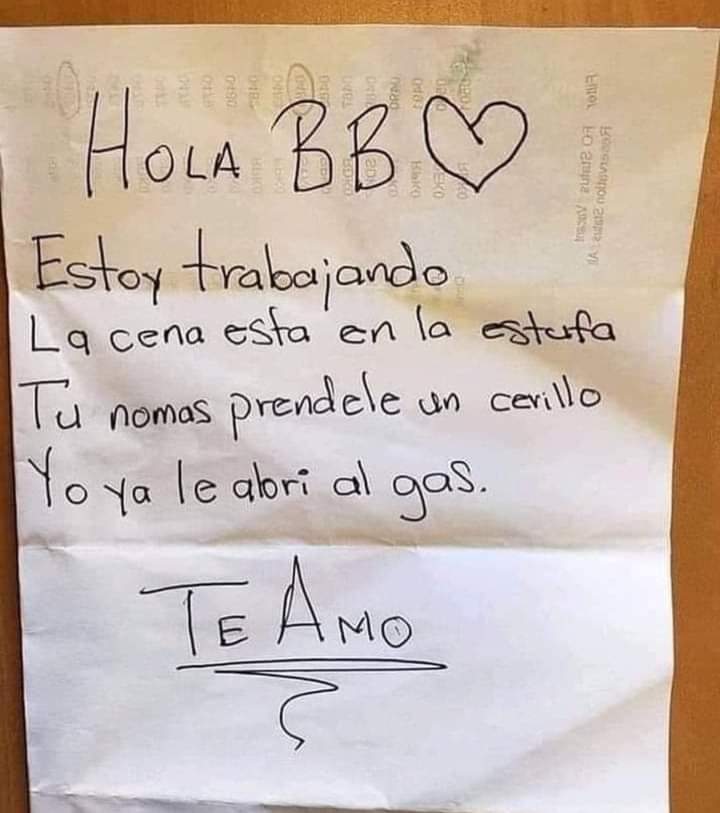 HOLA BB♡
Estoy trabajando
La cena esta en la estufa
Tu nomas prendele un cerillo
Yo ya le abri al gas.
TE AMO